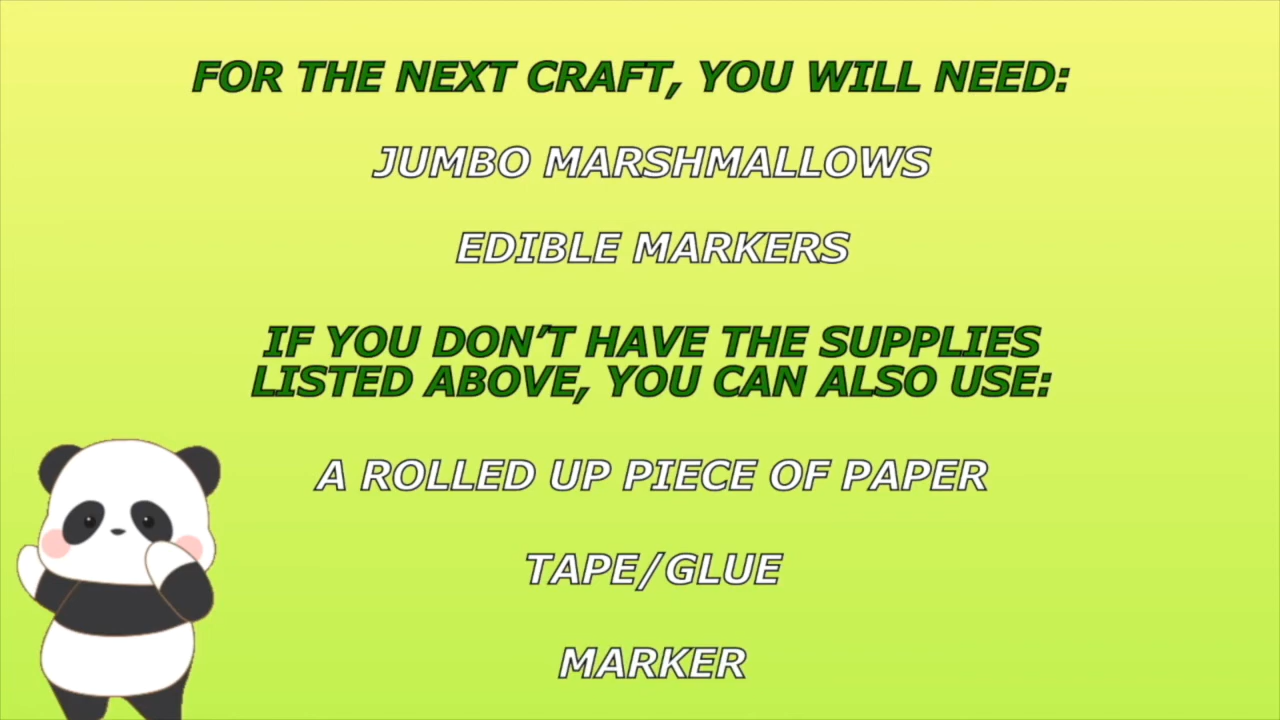 FOR THE NEXT CRAFT, YOU WILL NEED:
JUMBO MARSHMALLOWS
EDIBLE MARKERS
IF YOU DON’T HAVE THE SUPPLIES
LISTED ABOVE, YOU CAN ALSO USE:
A ROLLED UP PIECE OF PAPER
TAPE/GLUE
MARKER